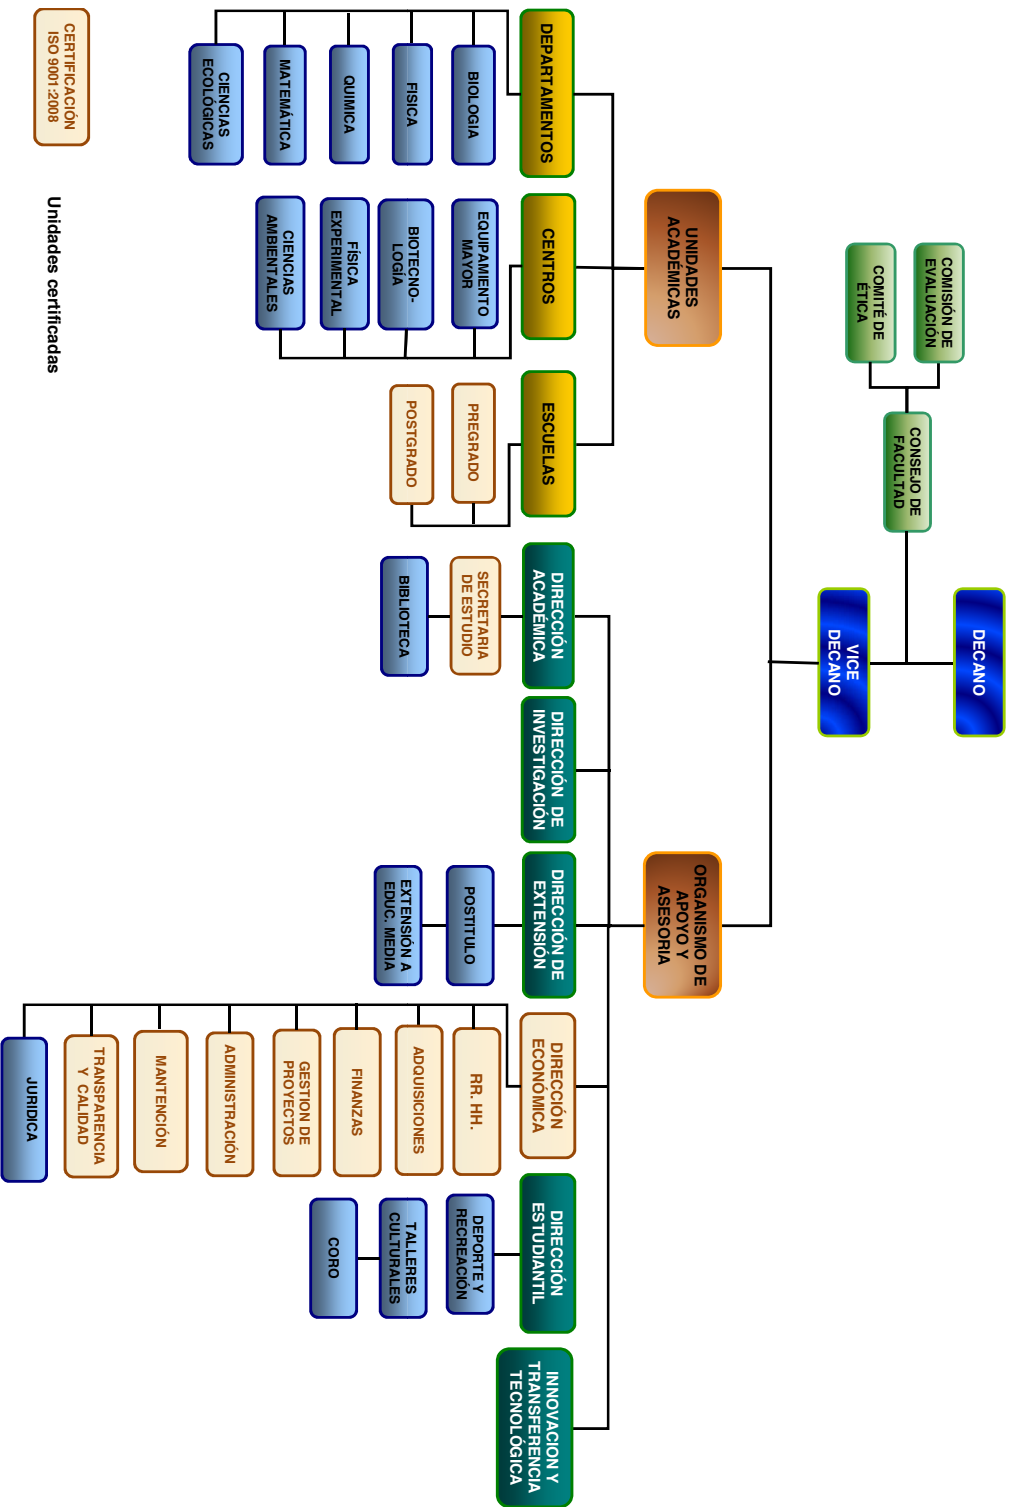 DECANO
VICE
DECANO
COMISIÓN DE
EVALUACIÓN
COMITÉ DE
ÉTICA
CONSEJO DE
FACULTAD
UNIDADES
ACADÉMICAS
ORGANISMO DE
APOYO Y
ASESORIA
DEPARTAMENTOS
BIOLOGIA
FISICA
QUIMICA
MATEMÁTICA
CIENCIAS
ECOLÓGICAS
CENTROS
EQUIPAMIENTO
MAYOR
BIOTECNO-
LOGÍA
FÍSICA
EXPERIMENTAL
CIENCIAS
AMBIENTALES
ESCUELAS
PREGRADO
POSTGRADO
DIRECCIÓN
ACADÉMICA
SECRETARIA
DE ESTUDIO
BIBLIOTECA
DIRECCIÓN DE
INVESTIGACIÓN
DIRECCIÓN DE
EXTENSIÓN
POSTITULO
EXTENSIÓN A
EDUC. MEDIA
DIRECCIÓN
ECONÓMICA
RR. HH.
ADQUISICIONES
FINANZAS
GESTION DE
PROYECTOS
ADMINISTRACIÓN
MANTENCIÓN
TRANSPARENCIA
Y CALIDAD
JURIDICA
DIRECCIÓN
ESTUDIANTIL
DEPORTE Y
RECREACIÓN
TALLERES
CULTURALES
CORO
INNOVACION Y
TRANSFERENCIA
TECNOLÓGICA
CERTIFICACIÓN
ISO 9001:2008
Unidades certificadas